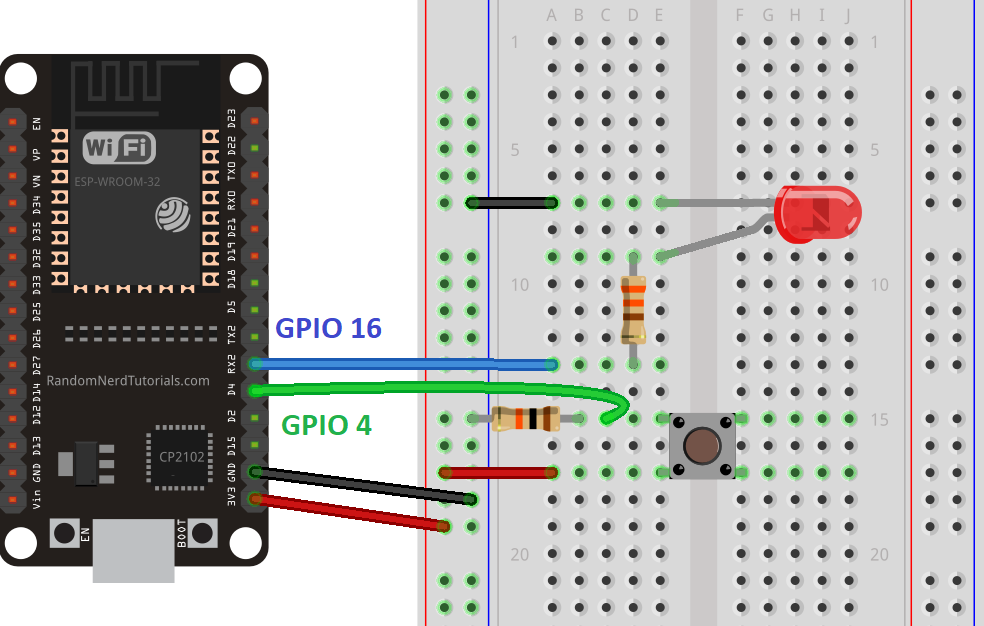 A B C D E F G H I J
1 1
5 5
10 10
15 15
20 20
EN
VP
VN
D34
D35
D32
D33
D25
D26
D27
D14
D12
D13
GND
Vin
D23
D22
TX0
RX0
D21
D19
D18
D5
TX2
RX2
D4
D2
D15
GND
3V3
Wi Fi
ESP-WROOM-32
GPIO 16
RandomNerdTutorials.com
GPIO 4
CP2102
EN
BOOT